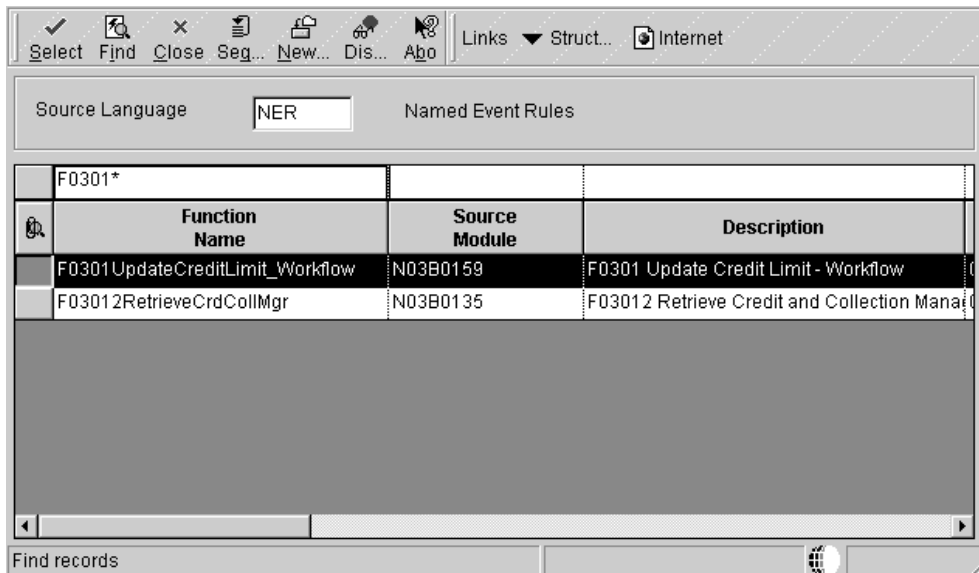 Select Find Close Seq... New... Dis... Abo Links Struct... Internet
Source Language NER Named Event Rules
F0301*
Function Name Source Module Description
F0301UpdateCreditLimit_Workflow N03B0159 F0301 Update Credit Limit - Workflow
F03012RetrieveCrdCollMgr N03B0135 F03012 Retrieve Credit and Collection Mana
Find records